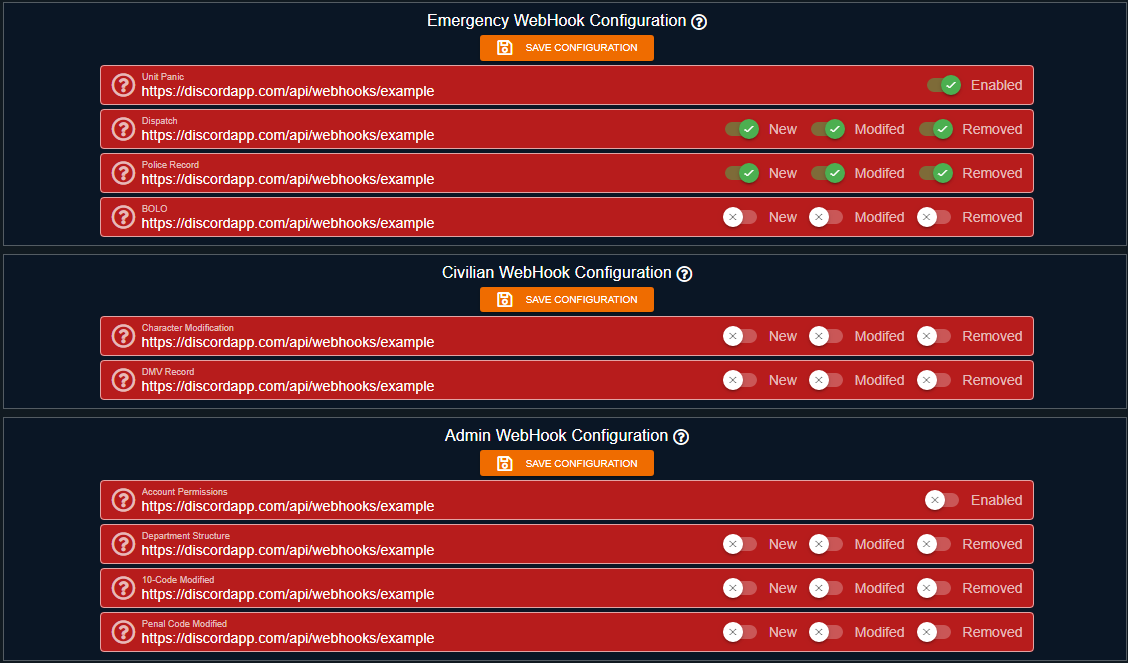 Emergency WebHook Configuration ?
SAVE CONFIGURATION
Unit Panic
https://discordapp.com/api/webhooks/example
Enabled
Dispatch
https://discordapp.com/api/webhooks/example
New Modifed Removed
Police Record
https://discordapp.com/api/webhooks/example
New Modifed Removed
BOLO
https://discordapp.com/api/webhooks/example
New Modifed Removed
Civilian WebHook Configuration ?
SAVE CONFIGURATION
Character Modification
https://discordapp.com/api/webhooks/example
New Modifed Removed
DMV Record
https://discordapp.com/api/webhooks/example
New Modifed Removed
Admin WebHook Configuration ?
SAVE CONFIGURATION
Account Permissions
https://discordapp.com/api/webhooks/example
Enabled
Department Structure
https://discordapp.com/api/webhooks/example
New Modifed Removed
10-Code Modified
https://discordapp.com/api/webhooks/example
New Modifed Removed
Penal Code Modified
https://discordapp.com/api/webhooks/example
New Modifed Removed